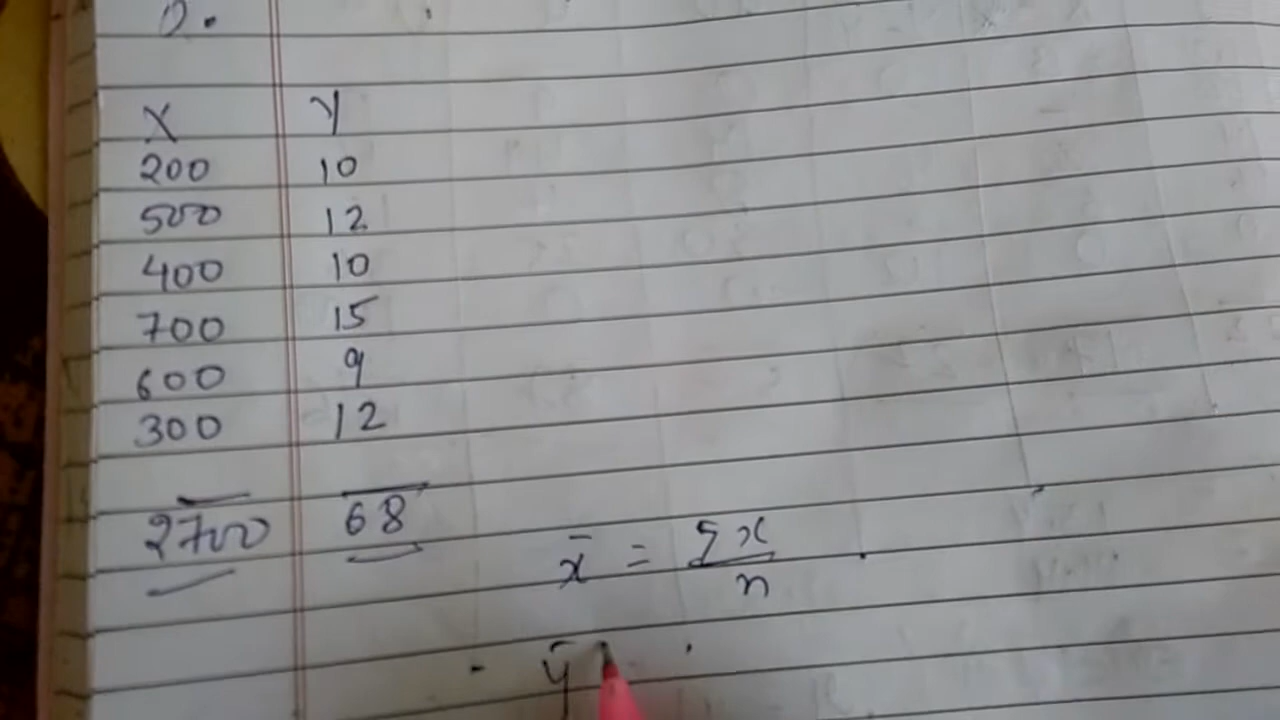 X Y
200 10
500 12
400 10
700 15
600 9
300 12
2700 68
x̄ = Σx
n
ȳ